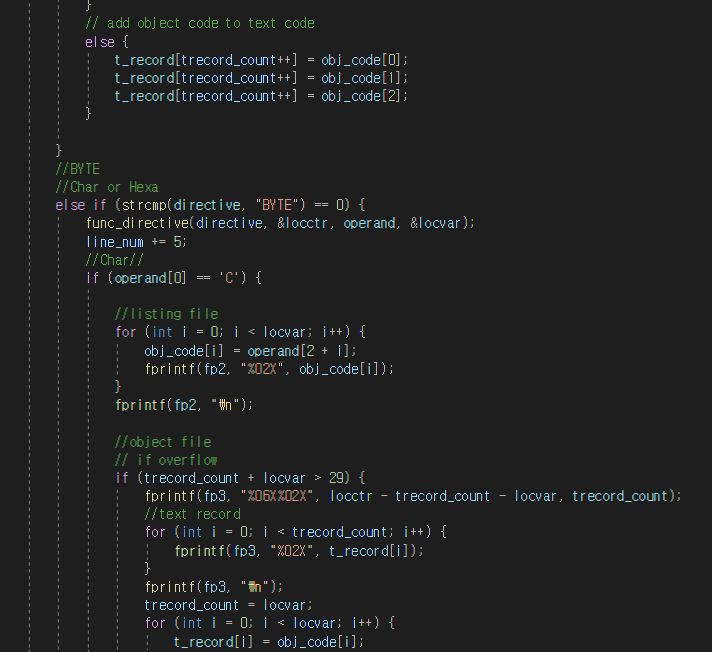 }
// add object code to text code
else {
t_record[trecord_count++] = obj_code[0];
t_record[trecord_count++] = obj_code[1];
t_record[trecord_count++] = obj_code[2];
}
}
//BYTE
//Char or Hexa
else if (strcmp(directive, "BYTE") == 0) {
func_directive(directive, &locctr, operand, &locvar);
line_num += 5;
//Char//
if (operand[0] == 'C') {
//listing file
for (int i = 0; i < locvar; i++) {
obj_code[i] = operand[2 + i];
fprintf(fp2, "%02X", obj_code[i]);
}
fprintf(fp2, "₩n");
//object file
// if overflow
if (trecord_count + locvar > 29) {
fprintf(fp3, "%06X%02X", locctr - trecord_count - locvar, trecord_count);
//text record
for (int i = 0; i < trecord_count; i++) {
fprintf(fp3, "%02X", t_record[i]);
}
fprintf(fp3, "₩n");
trecord_count = locvar;
for (int i = 0; i < locvar; i++) {
t_record[i] = obj_code[i];